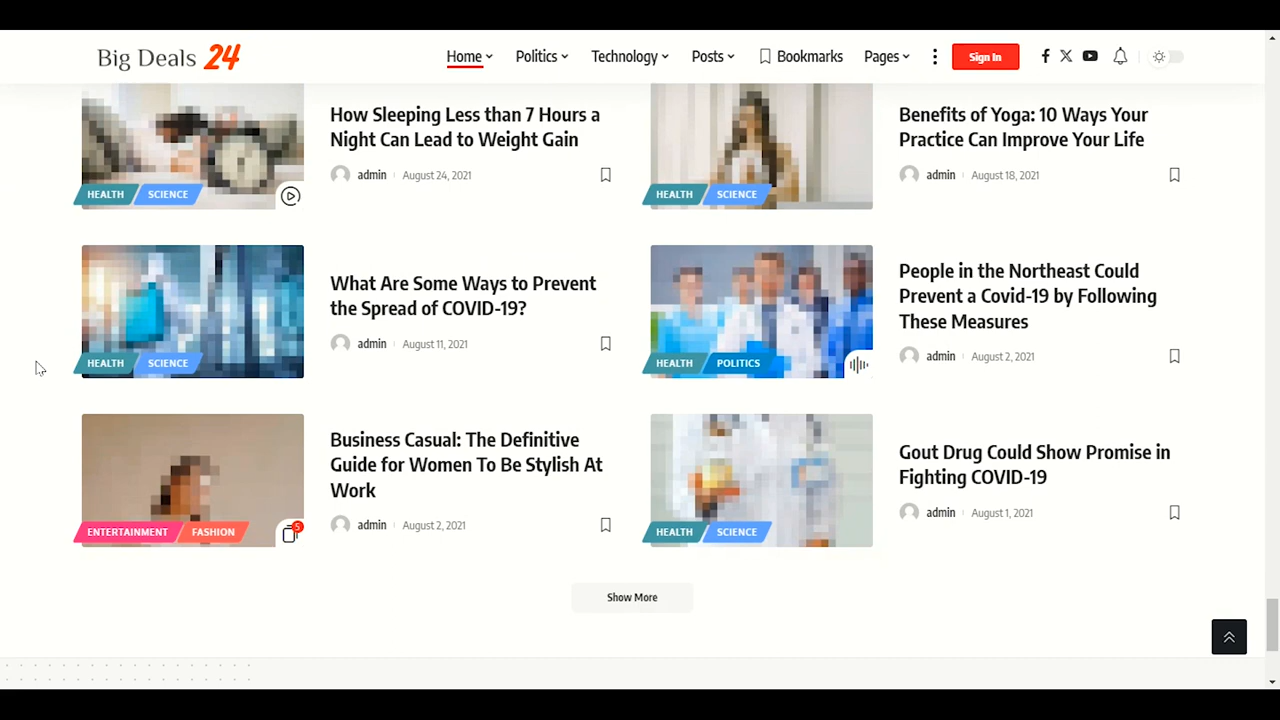 Big Deals 24
Home
Politics
Technology
Posts
Bookmarks
Pages
Sign In
How Sleeping Less than 7 Hours a
Night Can Lead to Weight Gain
admin
August 24, 2021
HEALTH
SCIENCE
Benefits of Yoga: 10 Ways Your
Practice Can Improve Your Life
admin
August 18, 2021
HEALTH
SCIENCE
What Are Some Ways to Prevent
the Spread of COVID-19?
admin
August 11, 2021
HEALTH
SCIENCE
People in the Northeast Could
Prevent a Covid-19 by Following
These Measures
admin
August 2, 2021
HEALTH
POLITICS
Business Casual: The Definitive
Guide for Women To Be Stylish At
Work
admin
August 2, 2021
ENTERTAINMENT
FASHION
5
Gout Drug Could Show Promise in
Fighting COVID-19
admin
August 1, 2021
HEALTH
SCIENCE
Show More